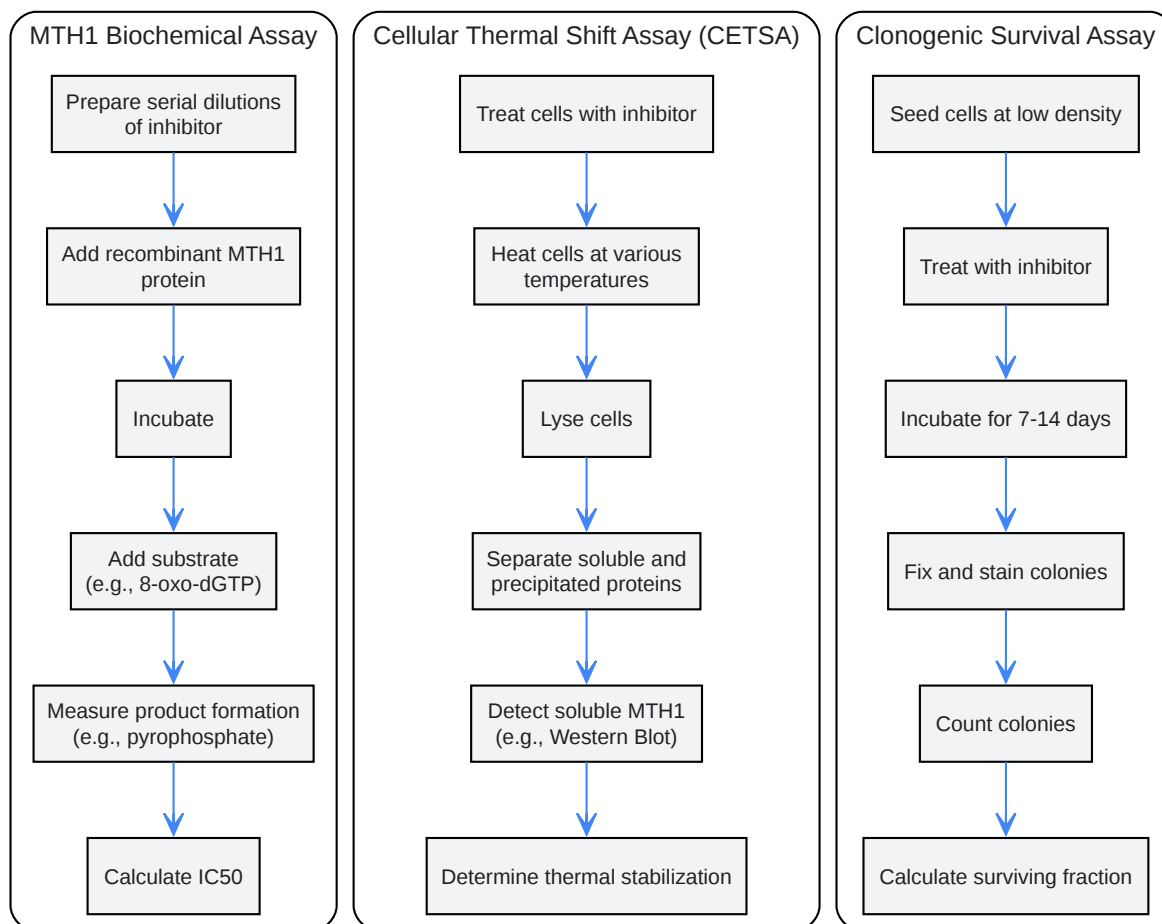 MTH1 Biochemical Assay
Prepare serial dilutions
of inhibitor
Add recombinant MTH1
protein
Incubate
Add substrate
(e.g., 8-oxo-dGTP)
Measure product formation
(e.g., pyrophosphate)
Calculate IC50
Cellular Thermal Shift Assay (CETSA)
Treat cells with inhibitor
Heat cells at various
temperatures
Lyse cells
Separate soluble and
precipitated proteins
Detect soluble MTH1
(e.g., Western Blot)
Determine thermal stabilization
Clonogenic Survival Assay
Seed cells at low density
Treat with inhibitor
Incubate for 7-14 days
Fix and stain colonies
Count colonies
Calculate surviving fraction